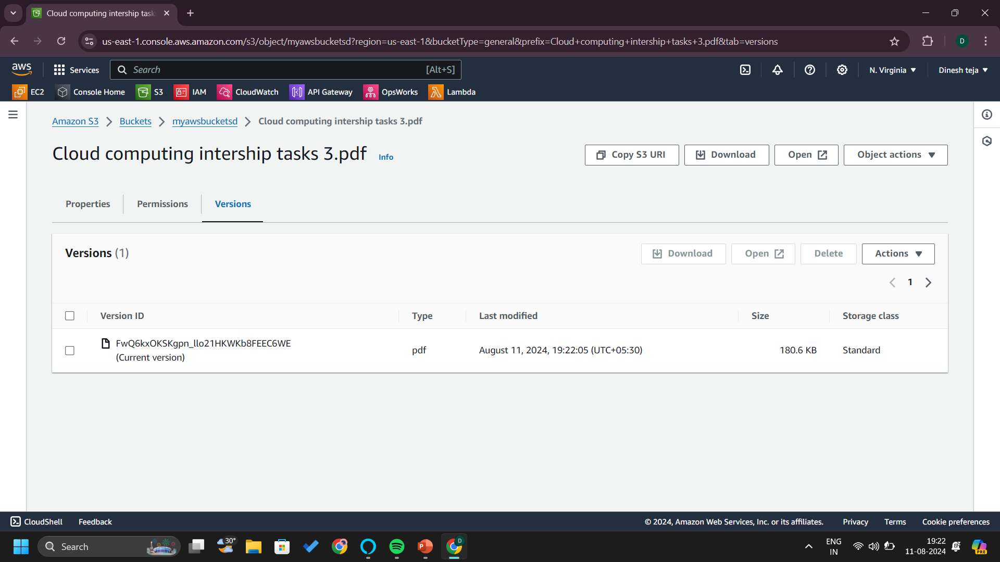 Cloud computing intership task
us-east-1.console.aws.amazon.com/s3/object/myawsbucketsd?region=us-east-1&bucketType=general&prefix=Cloud+computing+intership+tasks+3.pdf&tab=versions
D
aws Services Search [Alt+S] N. Virginia Dinesh teja
EC2 Console Home S3 IAM CloudWatch API Gateway OpsWorks Lambda
Amazon S3 Buckets myawsbucketsd Cloud computing intership tasks 3.pdf
Cloud computing intership tasks 3.pdf Info Copy S3 URI Download Open Object actions
Properties Permissions Versions
Versions (1) Download Open Delete Actions
1
Version ID Type Last modified Size Storage class
FwQ6kxOKSKgpn_llo21HKWKb8FEEC6WE
(Current version) pdf August 11, 2024, 19:22:05 (UTC+05:30) 180.6 KB Standard
CloudShell Feedback © 2024, Amazon Web Services, Inc. or its affiliates. Privacy Terms Cookie preferences
Search 30° P D ENG 19:22
IN 11-08-2024 PRE